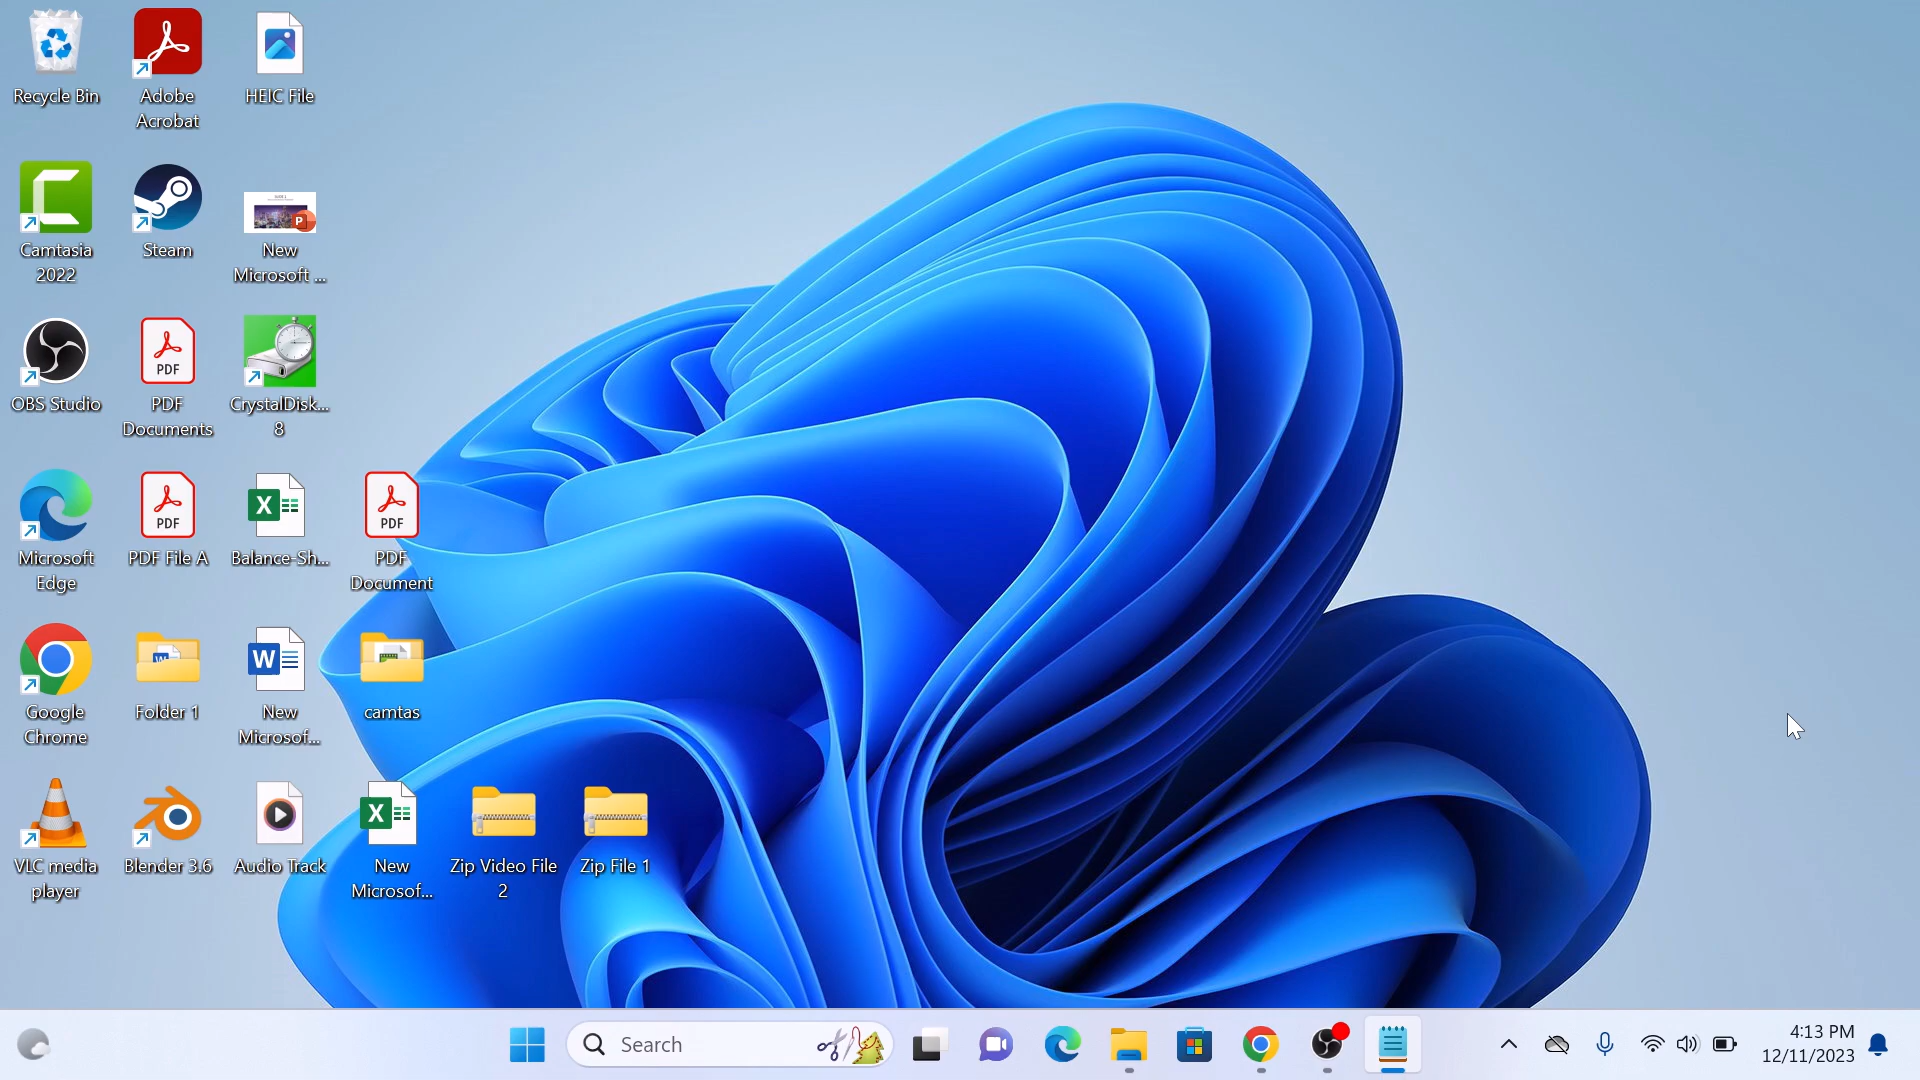 Recycle Bin
Adobe
Acrobat
HEIC File
Camtasia
2022
Steam
P
New
Microsoft ...
OBS Studio
PDF
PDF
Documents
CrystalDisk...
8
Microsoft
Edge
PDF
PDF File A
X
Balance-Sh...
PDF
PDF
Document
Google
Chrome
W
Folder 1
W
New
Microsof...
camtas
VLC media
player
Blender 3.6
Audio Track
X
New
Microsof...
Zip Video File
2
Zip File 1
Search
4:13 PM
12/11/2023